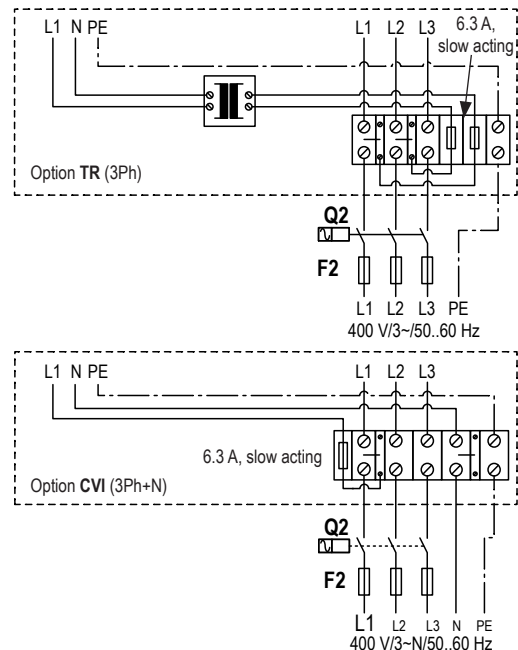 L1 N PE
L1 L2 L3
6.3 A,
slow acting
Option TR (3Ph)
Q2
F2
L1 L2 L3 PE
400 V/3~/50..60 Hz
L1 N PE
L1 L2 L3
6.3 A, slow acting
Option CVI (3Ph+N)
Q2
F2
L1 L2 L3 N PE
400 V/3~N/50..60 Hz